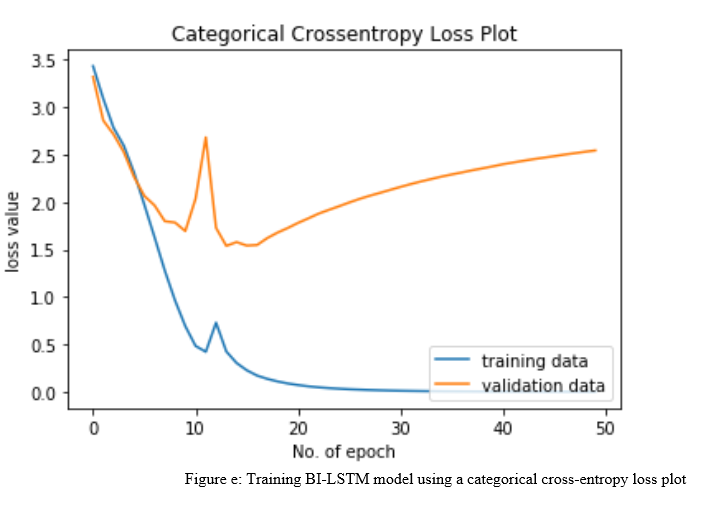 Categorical Crossentropy Loss Plot
3.5
3.0
2.5
2.0
1.5
1.0
0.5
0.0
loss value
training data
validation data
0 10 20 30 40 50
No. of epoch
Figure e: Training BI-LSTM model using a categorical cross-entropy loss plot